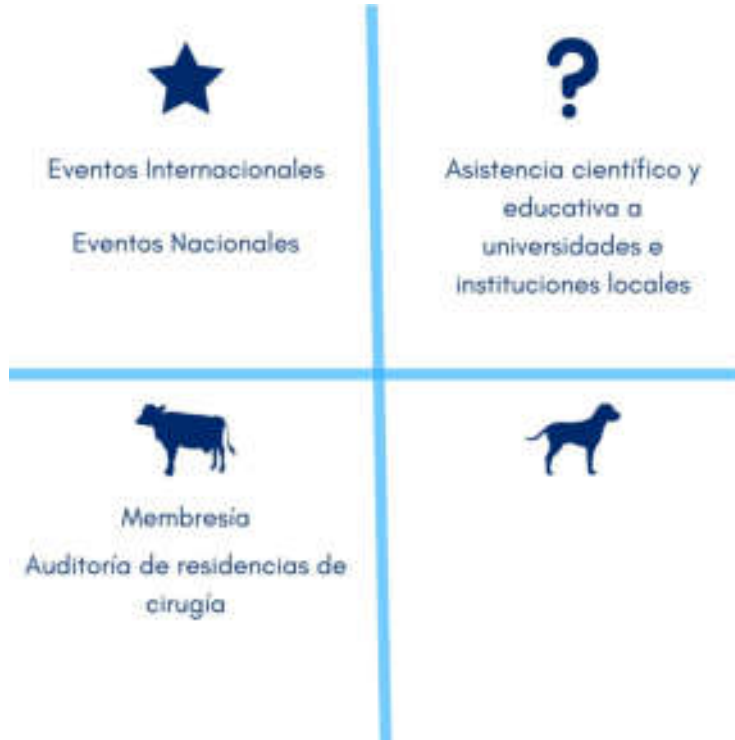 Eventos Internacionales
Eventos Nacionales
Asistencia científico y
educativa a
universidades e
instituciones locales
Membresía
Auditoría de residencias de
cirugía